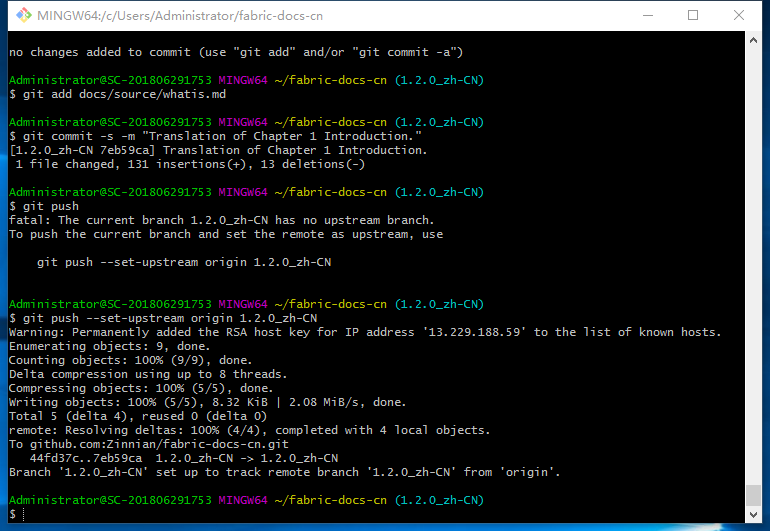 MINGW64:/c/Users/Administrator/fabric-docs-cn
no changes added to commit (use "git add" and/or "git commit -a")
Administrator@SC-201806291753 MINGW64 ~/fabric-docs-cn (1.2.0_zh-CN)
$ git add docs/source/whatis.md
Administrator@SC-201806291753 MINGW64 ~/fabric-docs-cn (1.2.0_zh-CN)
$ git commit -s -m "Translation of Chapter 1 Introduction."
[1.2.0_zh-CN 7eb59ca] Translation of Chapter 1 Introduction.
 1 file changed, 131 insertions(+), 13 deletions(-)
Administrator@SC-201806291753 MINGW64 ~/fabric-docs-cn (1.2.0_zh-CN)
$ git push
fatal: The current branch 1.2.0_zh-CN has no upstream branch.
To push the current branch and set the remote as upstream, use
    git push --set-upstream origin 1.2.0_zh-CN
Administrator@SC-201806291753 MINGW64 ~/fabric-docs-cn (1.2.0_zh-CN)
$ git push --set-upstream origin 1.2.0_zh-CN
Warning: Permanently added the RSA host key for IP address '13.229.188.59' to the list of known hosts.
Enumerating objects: 9, done.
Counting objects: 100% (9/9), done.
Delta compression using up to 8 threads.
Compressing objects: 100% (5/5), done.
Writing objects: 100% (5/5), 8.32 KiB | 2.08 MiB/s, done.
Total 5 (delta 4), reused 0 (delta 0)
remote: Resolving deltas: 100% (4/4), completed with 4 local objects.
To github.com:Zinnian/fabric-docs-cn.git
   44fd37c..7eb59ca  1.2.0_zh-CN -> 1.2.0_zh-CN
Branch '1.2.0_zh-CN' set up to track remote branch '1.2.0_zh-CN' from 'origin'.
Administrator@SC-201806291753 MINGW64 ~/fabric-docs-cn (1.2.0_zh-CN)
$